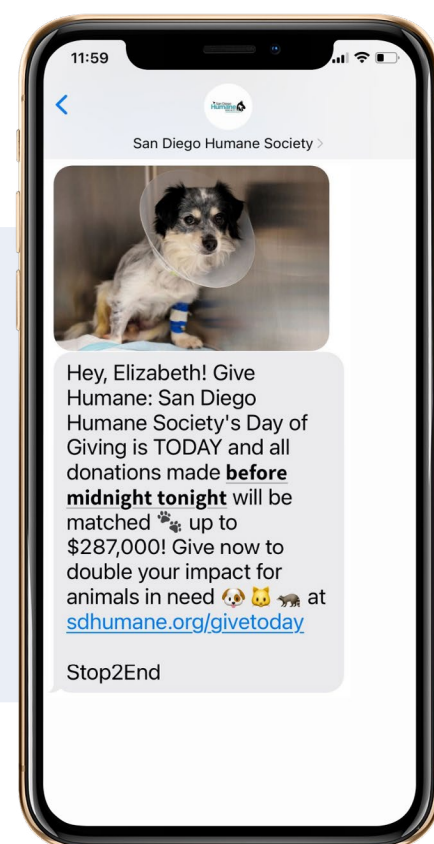 11:59
Humane
San Diego Humane Society
Hey, Elizabeth! Give
Humane: San Diego
Humane Society's Day of
Giving is TODAY and all
donations made before
midnight tonight will be
matched 🐾 up to
$287,000! Give now to
double your impact for
animals in need 🐶 🐱 🦡 at
sdhumane.org/givetoday
Stop2End